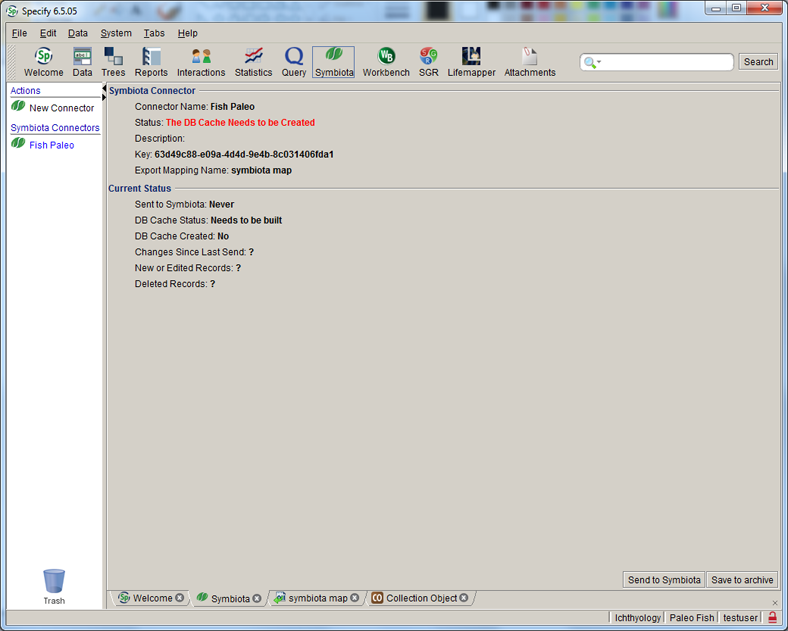 Specify 6.5.05
File Edit Data System Tabs Help
Welcome Data Trees Reports Interactions Statistics Query Symbiota Workbench SGR Lifemapper Attachments Search
Actions
New Connector
Symbiota Connectors
Fish Paleo
Symbiota Connector
Connector Name: Fish Paleo
Status: The DB Cache Needs to be Created
Description:
Key: 63d49c88-e09a-4d4d-9e4b-8c031406fda1
Export Mapping Name: symbiota map
Current Status
Sent to Symbiota: Never
DB Cache Status: Needs to be built
DB Cache Created: No
Changes Since Last Send: ?
New or Edited Records: ?
Deleted Records: ?
Trash
Send to Symbiota Save to archive
Welcome Symbiota symbiota map Collection Object
Ichthyology Paleo Fish testuser